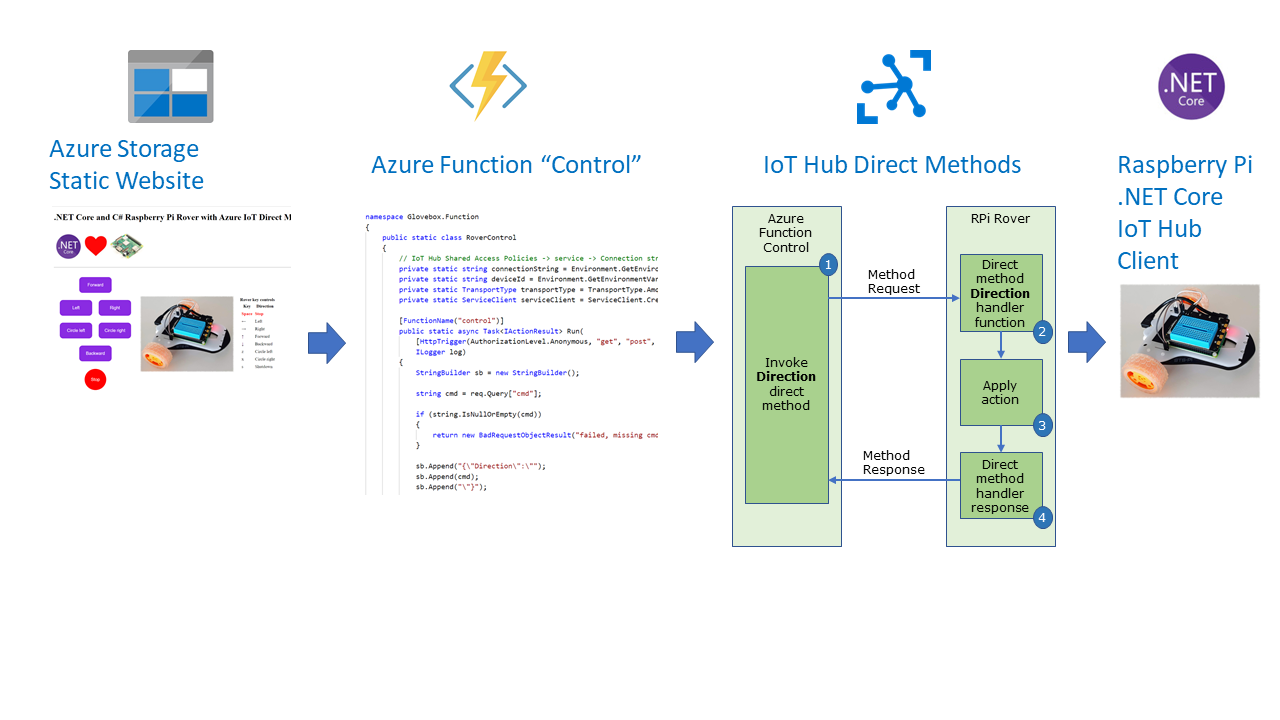 Azure Storage
Static Website
.NET Core and C# Raspberry Pi Rover with Azure IoT Direct M
.NET
Core
Forward
Left
Right
Circle left
Circle right
Backward
Stop
Rover key controls
Key Direction
Space Stop
← Left
→ Right
↑ Forward
↓ Backward
Circle left
Circle right
Shutdown
Azure Function “Control”
namespace Glovebox.Function
{
public static class RoverControl
{
// IoT Hub Shared Access Policies -> service -> Connection str
private static string connectionString = Environment.GetEnviro
private static string deviceId = Environment.GetEnvironmentVar
private static TransportType transportType = TransportType.Amq
private static ServiceClient serviceClient = ServiceClient.Cre
[FunctionName("control")]
public static async Task<IActionResult> Run(
[HttpTrigger(AuthorizationLevel.Anonymous, "get", "post",
ILogger log)
{
StringBuilder sb = new StringBuilder();
string cmd = req.Query["cmd"];
if (string.IsNullOrEmpty(cmd))
{
return new BadRequestObjectResult("failed, missing cmd
}
sb.Append("{\"Direction\":\"");
sb.Append(cmd);
sb.Append("\"}");
IoT Hub Direct Methods
Azure
Function
Control
1
Invoke
Direction
direct
method
Method
Request
Method
Response
RPi Rover
Direct
method
Direction
handler
function
2
Apply
action
3
Direct
method
handler
response
4
.NET
Core
Raspberry Pi
.NET Core
IoT Hub
Client